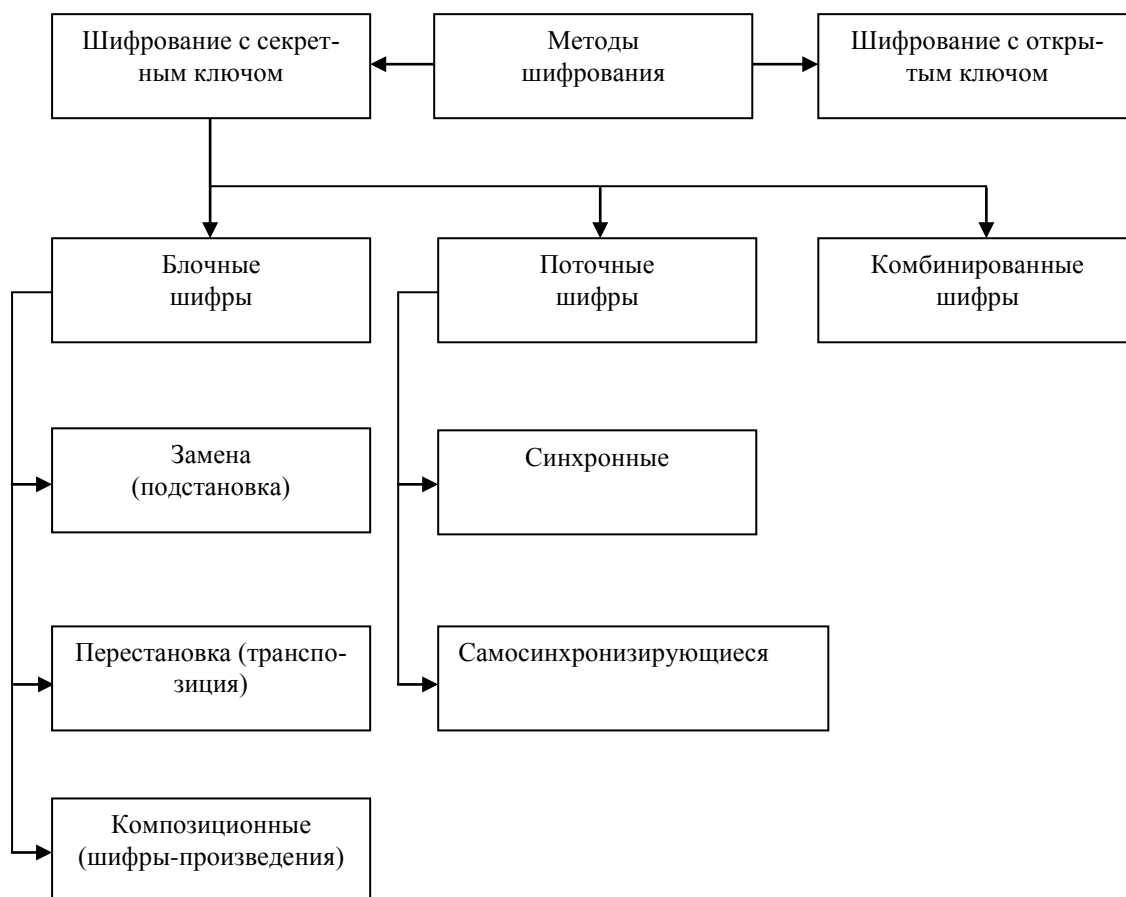 Шифрование с секрет-
ным ключом
Методы
шифрования
Шифрование с откры-
тым ключом
Блочные
шифры
Поточные
шифры
Комбинированные
шифры
Замена
(подстановка)
Синхронные
Перестановка (транспо-
зиция)
Самосинхронизирующиеся
Композиционные
(шифры-произведения)